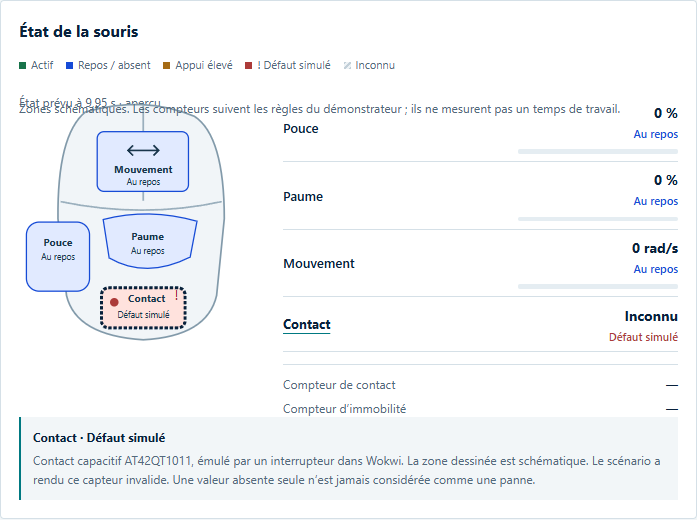 État de la souris
Actif
Repos / absent
Appui élevé
! Défaut simulé
Inconnu
État prévu à 9,95 s - aperçu
Zones schématiques. Les compteurs suivent les règles du démonstrateur ; ils ne mesurent pas un temps de travail.
Mouvement
Au repos
Pouce
Au repos
Paume
Au repos
Contact
!
Défaut simulé
Pouce
0 %
Au repos
Paume
0 %
Au repos
Mouvement
0 rad/s
Au repos
Contact
Inconnu
Défaut simulé
Compteur de contact
—
Compteur d’immobilité
—
Contact · Défaut simulé
Contact capacitif AT42QT1011, émulé par un interrupteur dans Wokwi. La zone dessinée est schématique. Le scénario a
rendu ce capteur invalide. Une valeur absente seule n’est jamais considérée comme une panne.